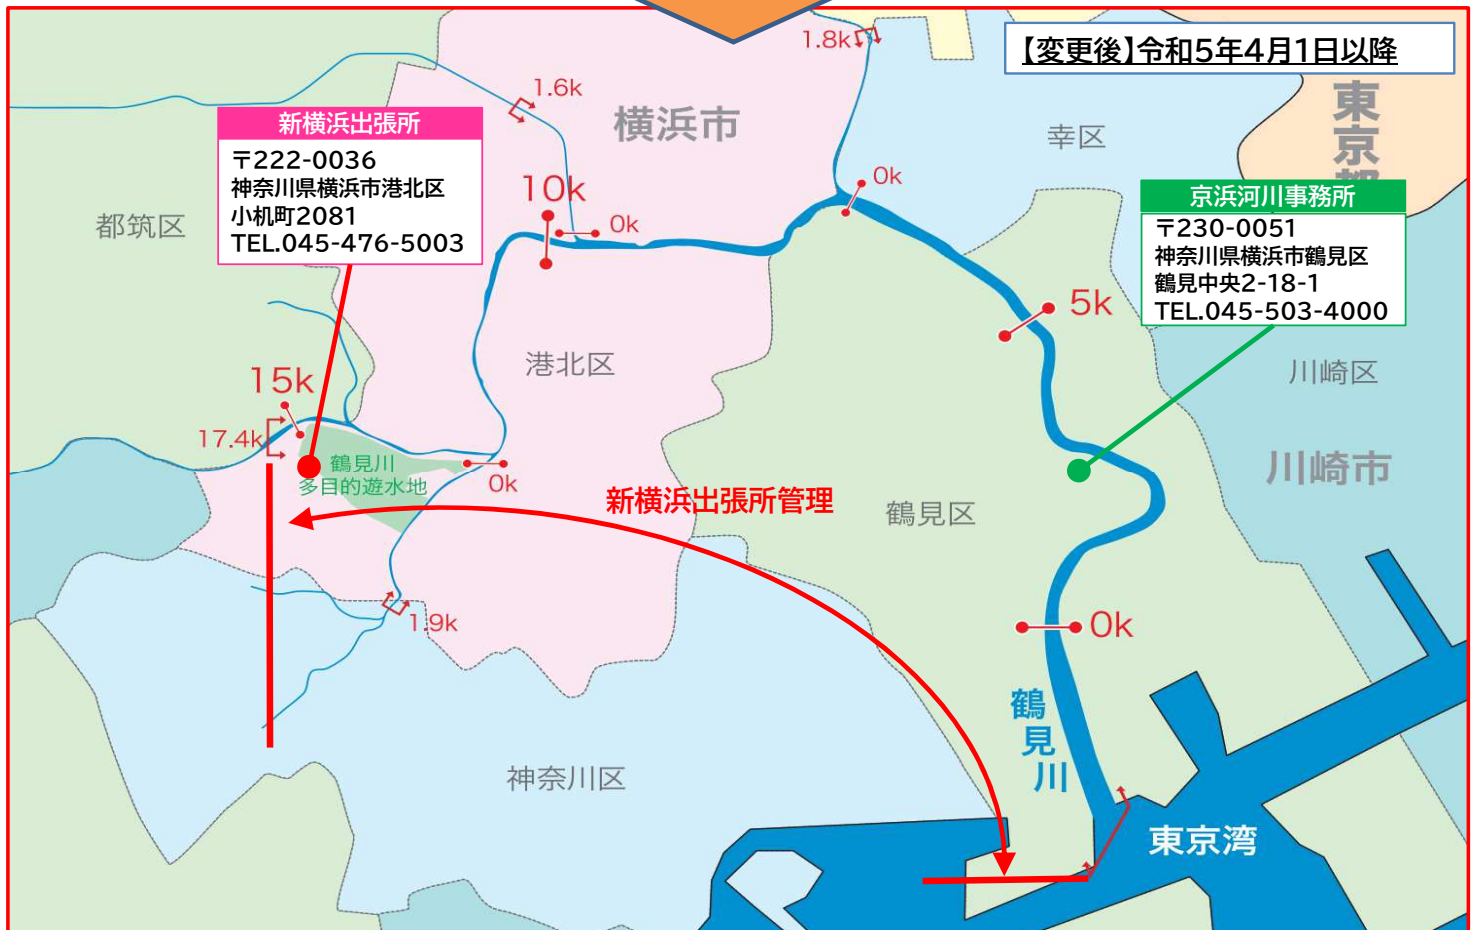 【変更後】令和5年4月1日以降
1.8k
1.6k
横浜市
東京都
幸区
新横浜出張所
〒222-0036
神奈川県横浜市港北区
小机町2081
TEL.045-476-5003
10k
0k
0k
京浜河川事務所
〒230-0051
神奈川県横浜市鶴見区
鶴見中央2-18-1
TEL.045-503-4000
都筑区
5k
港北区
川崎区
15k
17.4k
鶴見川
多目的遊水地
0k
川崎市
新横浜出張所管理
鶴見区
1.9k
0k
鶴見川
神奈川区
東京湾